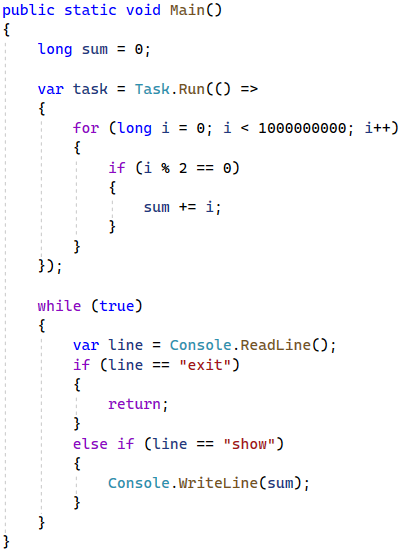 public static void Main()
{
    long sum = 0;

    var task = Task.Run(() =>
    {
        for (long i = 0; i < 1000000000; i++)
        {
            if (i % 2 == 0)
            {
                sum += i;
            }
        }
    });

    while (true)
    {
        var line = Console.ReadLine();
        if (line == "exit")
        {
            return;
        }
        else if (line == "show")
        {
            Console.WriteLine(sum);
        }
    }
}